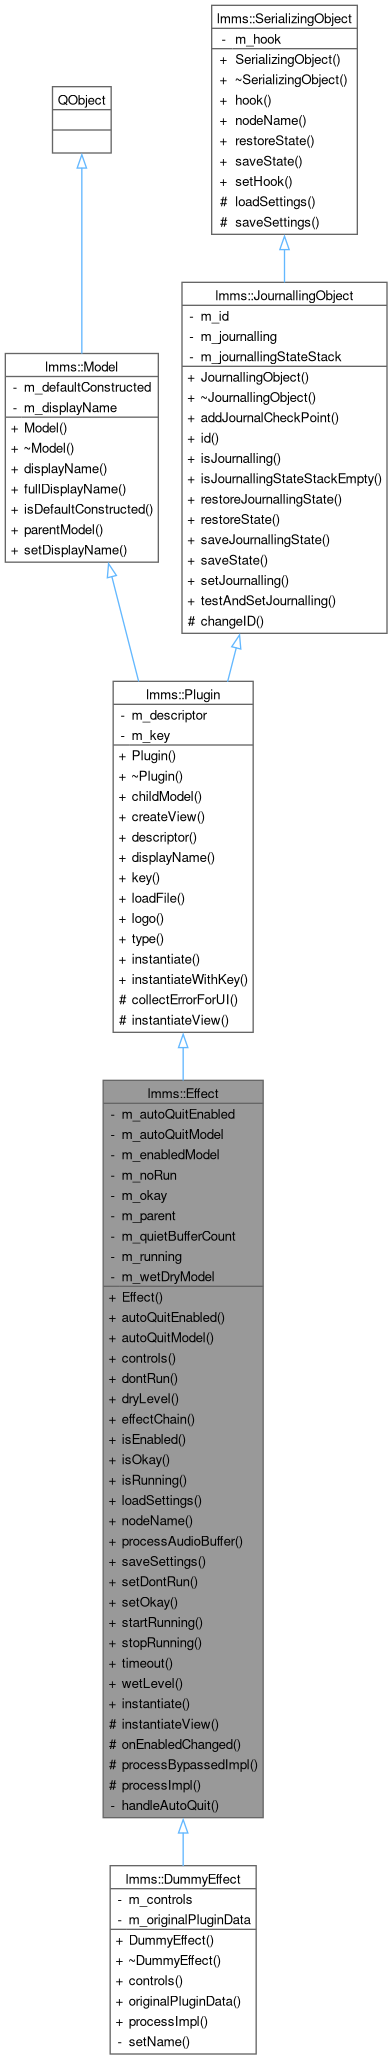 lmms::SerializingObject
- m_hook
+ SerializingObject()
+ ~SerializingObject()
+ hook()
+ nodeName()
+ restoreState()
+ saveState()
+ setHook()
# loadSettings()
# saveSettings()
QObject
lmms::JournallingObject
- m_id
- m_journalling
- m_journallingStateStack
+ JournallingObject()
+ ~JournallingObject()
+ addJournalCheckPoint()
+ id()
+ isJournalling()
+ isJournallingStateStackEmpty()
+ restoreJournallingState()
+ restoreState()
+ saveJournallingState()
+ saveState()
+ setJournalling()
+ testAndSetJournalling()
# changeID()
lmms::Model
- m_defaultConstructed
- m_displayName
+ Model()
+ ~Model()
+ displayName()
+ fullDisplayName()
+ isDefaultConstructed()
+ parentModel()
+ setDisplayName()
lmms::Plugin
- m_descriptor
- m_key
+ Plugin()
+ ~Plugin()
+ childModel()
+ createView()
+ descriptor()
+ displayName()
+ key()
+ loadFile()
+ logo()
+ type()
+ instantiate()
+ instantiateWithKey()
# collectErrorForUI()
# instantiateView()
lmms::Effect
- m_autoQuitEnabled
- m_autoQuitModel
- m_enabledModel
- m_noRun
- m_okay
- m_parent
- m_quietBufferCount
- m_running
- m_wetDryModel
+ Effect()
+ autoQuitEnabled()
+ autoQuitModel()
+ controls()
+ dontRun()
+ dryLevel()
+ effectChain()
+ isEnabled()
+ isOkay()
+ isRunning()
+ loadSettings()
+ nodeName()
+ processAudioBuffer()
+ saveSettings()
+ setDontRun()
+ setOkay()
+ startRunning()
+ stopRunning()
+ timeout()
+ wetLevel()
+ instantiate()
# instantiateView()
# onEnabledChanged()
# processBypassedImpl()
# processImpl()
- handleAutoQuit()
lmms::DummyEffect
- m_controls
- m_originalPluginData
+ DummyEffect()
+ ~DummyEffect()
+ controls()
+ originalPluginData()
+ processImpl()
- setName()